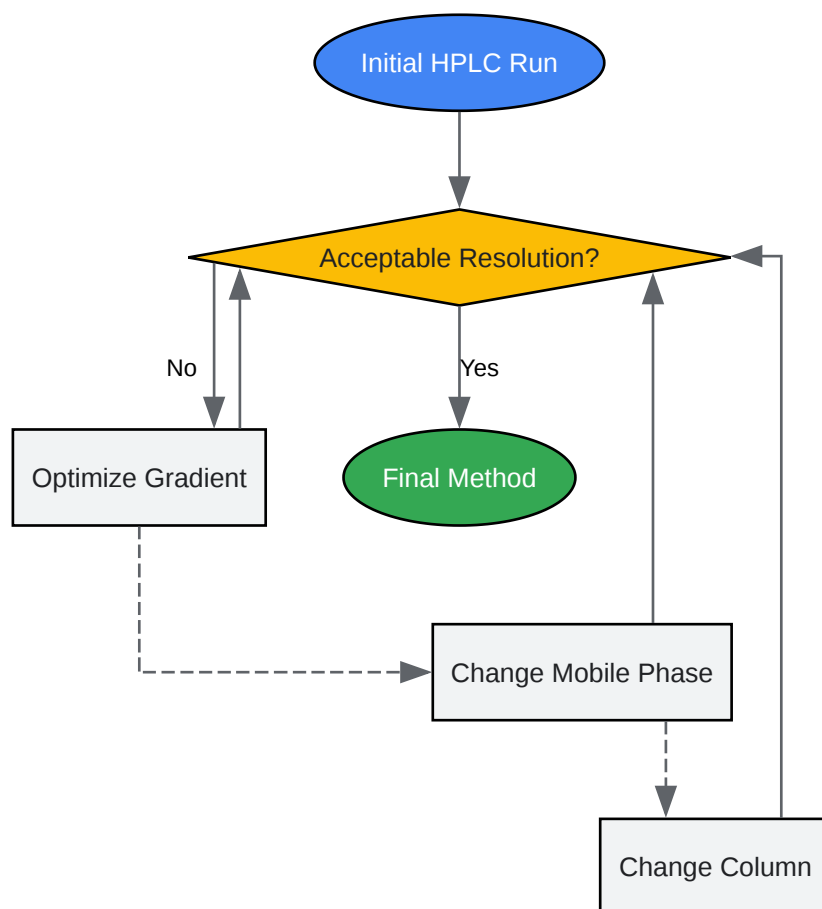 Initial HPLC Run
Acceptable Resolution?
No
Yes
Optimize Gradient
Final Method
Change Mobile Phase
Change Column